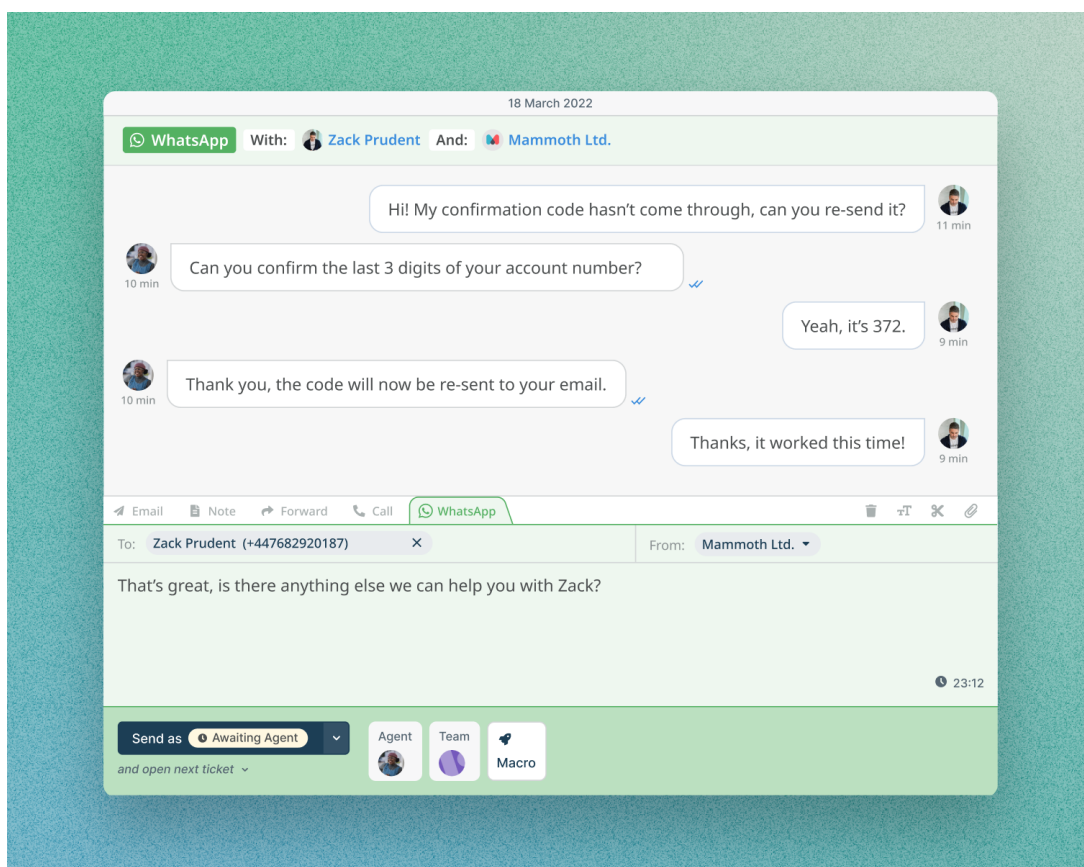 18 March 2022
WhatsApp With: Zack Prudent And: Mammoth Ltd.
Hi! My confirmation code hasn't come through, can you re-send it?
11 min
Can you confirm the last 3 digits of your account number?
10 min
Yeah, it's 372.
9 min
Thank you, the code will now be re-sent to your email.
10 min
Thanks, it worked this time!
9 min
Email Note Forward Call WhatsApp
To: Zack Prudent (+447682920187) From: Mammoth Ltd.
That's great, is there anything else we can help you with Zack?
23:12
Send as Awaiting Agent
and open next ticket
Agent
Team
Macro